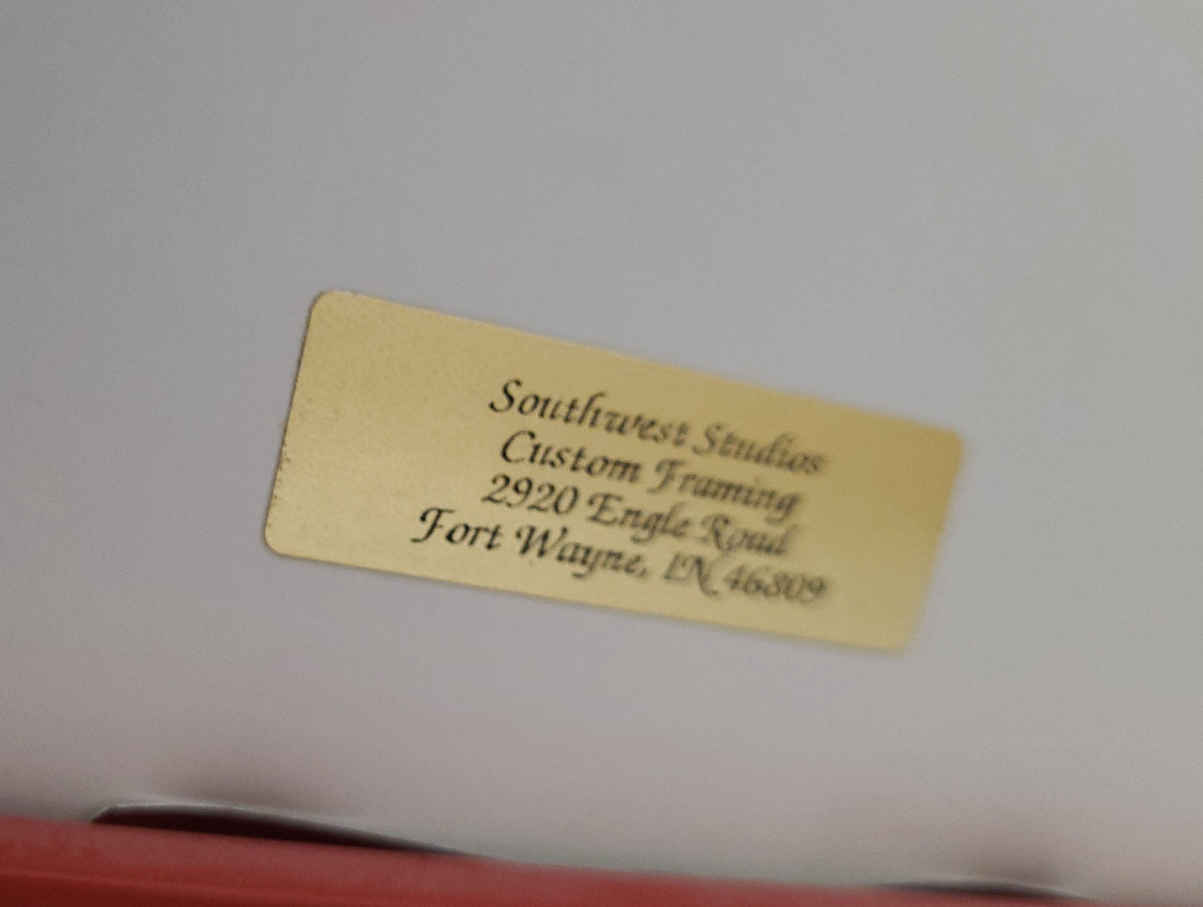 Southwest Studios
Custom Framing
2920 Engle Road
Fort Wayne, IN 46809